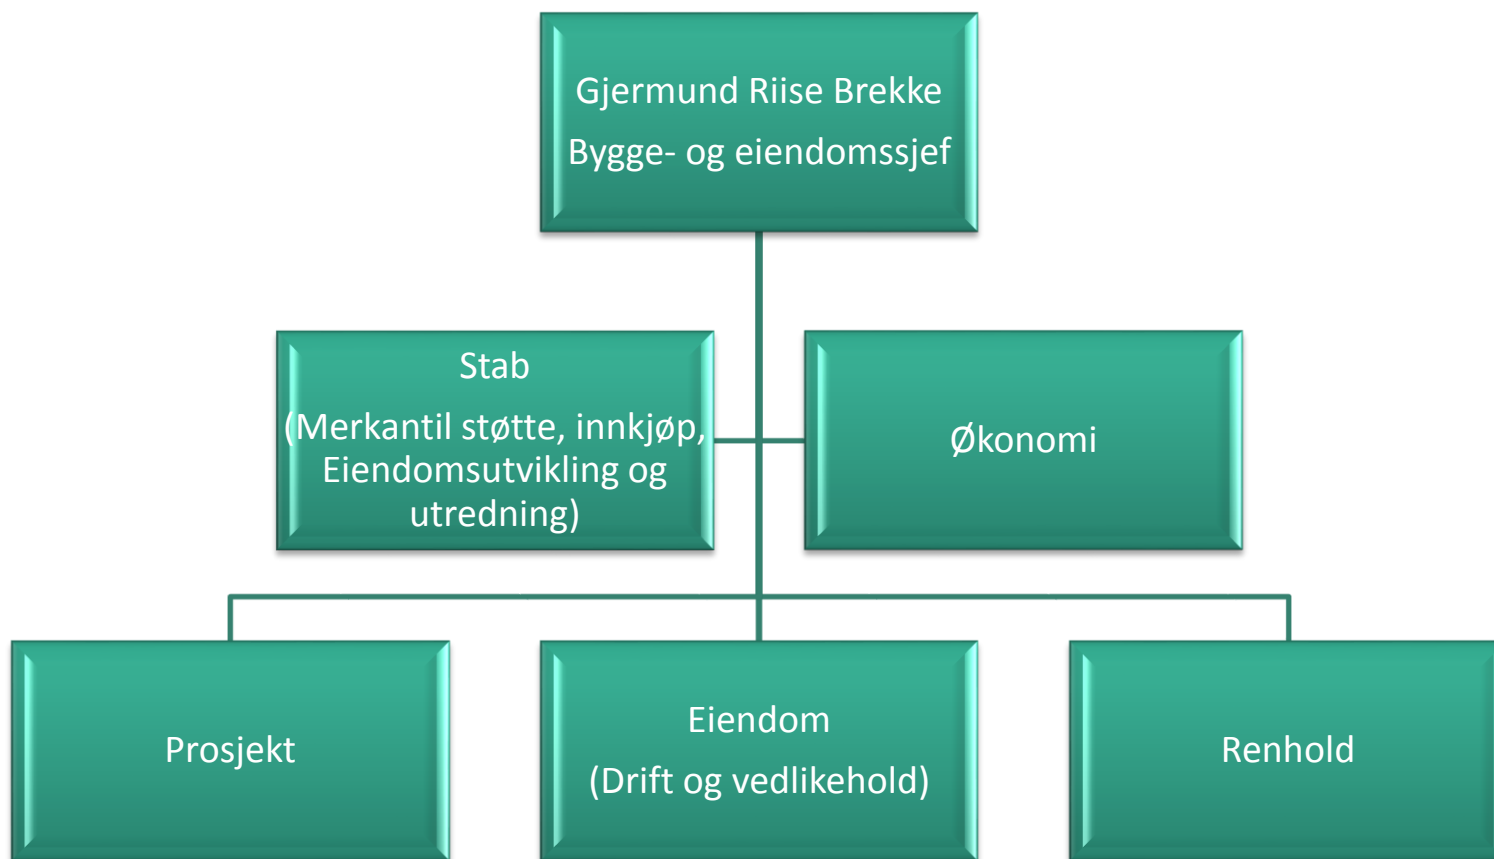 Gjermund Riise Brekke
Bygge- og eiendomssjef
Stab
(Merkantil støtte, innkjøp,
Eiendomsutvikling og
utredning)
Økonomi
Prosjekt
Eiendom
(Drift og vedlikehold)
Renhold